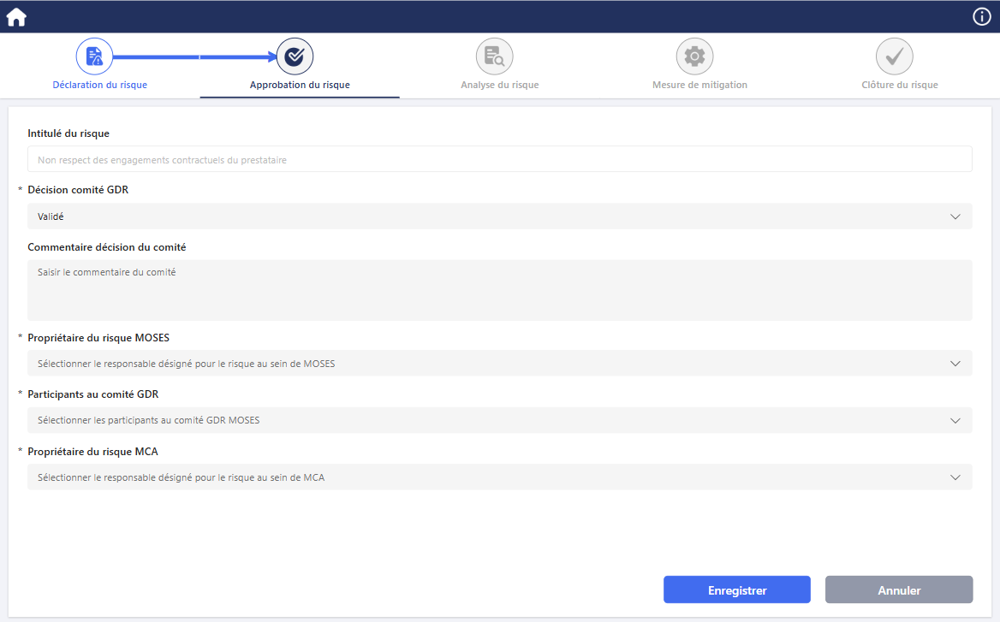 Déclaration du risque
Approbation du risque
Analyse du risque
Mesure de mitigation
Clôture du risque
Intitulé du risque
Non respect des engagements contractuels du prestataire
* Décision comité GDR
Validé
Commentaire décision du comité
Saisir le commentaire du comité
* Propriétaire du risque MOSES
Sélectionner le responsable désigné pour le risque au sein de MOSES
* Participants au comité GDR
Sélectionner les participants au comité GDR MOSES
* Propriétaire du risque MCA
Sélectionner le responsable désigné pour le risque au sein de MCA
Enregistrer
Annuler